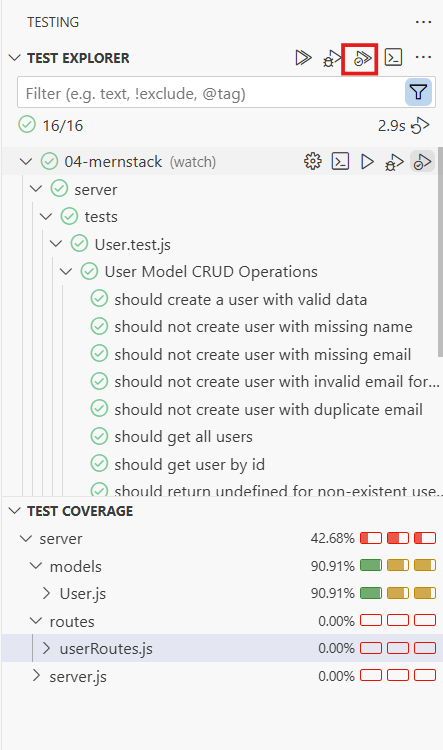 TESTING
TEST EXPLORER
Filter (e.g. text, !exclude, @tag)
16/16 2.9s
04-mernstack (watch)
server
tests
User.test.js
User Model CRUD Operations
should create a user with valid data
should not create user with missing name
should not create user with missing email
should not create user with invalid email for...
should not create user with duplicate email
should get all users
should get user by id
should return undefined for non-existent use...
TEST COVERAGE
server 42.68%
models 90.91%
User.js 90.91%
routes 0.00%
userRoutes.js 0.00%
server.js 0.00%